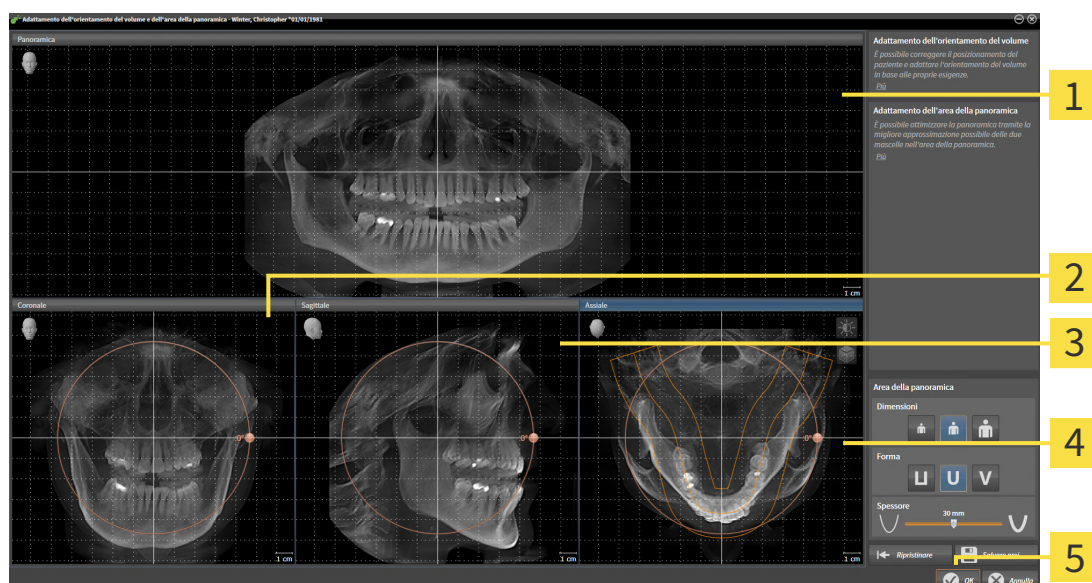 Adattamento dell'orientamento del volume e dell'area della panoramica - Winter, Christopher *01/01/1981
Panoramica
1 cm
Coronale
0°
1 cm
Sagittale
0°
1 cm
Assiale
0°
1 cm
Adattamento dell'orientamento del volume
È possibile correggere il posizionamento del
paziente e adattare l'orientamento del volume
in base alle proprie esigenze.
Più
Adattamento dell'area della panoramica
È possibile ottimizzare la panoramica tramite la
migliore approssimazione possibile delle due
mascelle nell'area della panoramica.
Più
Area della panoramica
Dimensioni
Forma
U
V
Spessore
30 mm
Ripristinare
OK
Annulla
1
2
3
4
5